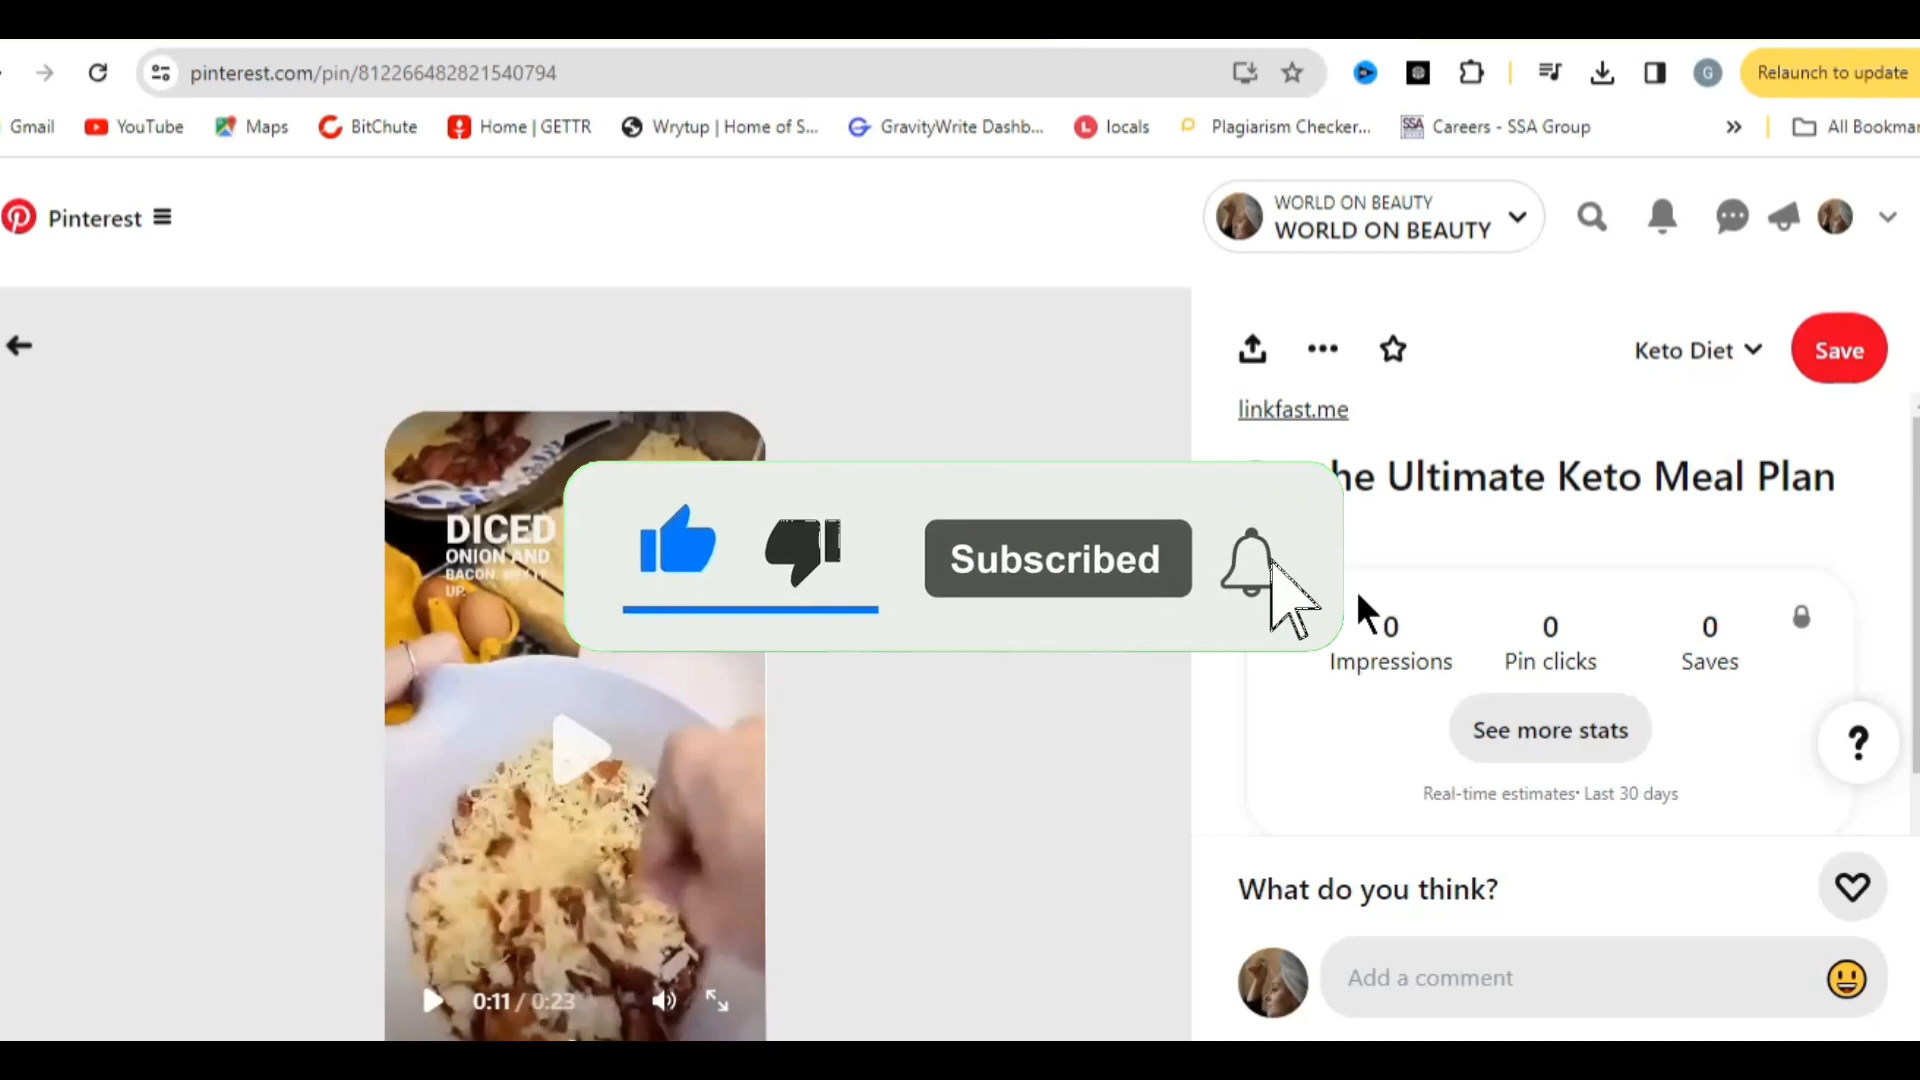 pinterest.com/pin/812266482821540794
G
Relaunch to update
Gmail
YouTube
Maps
BitChute
Home | GETTR
Wrytup | Home of S...
GravityWrite Dashb...
locals
Plagiarism Checker...
SSA
Careers - SSA Group
All Bookmar
Pinterest
WORLD ON BEAUTY
WORLD ON BEAUTY
Keto Diet
Save
linkfast.me
he Ultimate Keto Meal Plan
DICED
ONION AND
BACON.
UP.
Subscribed
0
Impressions
0
Pin clicks
0
Saves
See more stats
?
Real-time estimates• Last 30 days
What do you think?
Add a comment
0:11 / 0:23